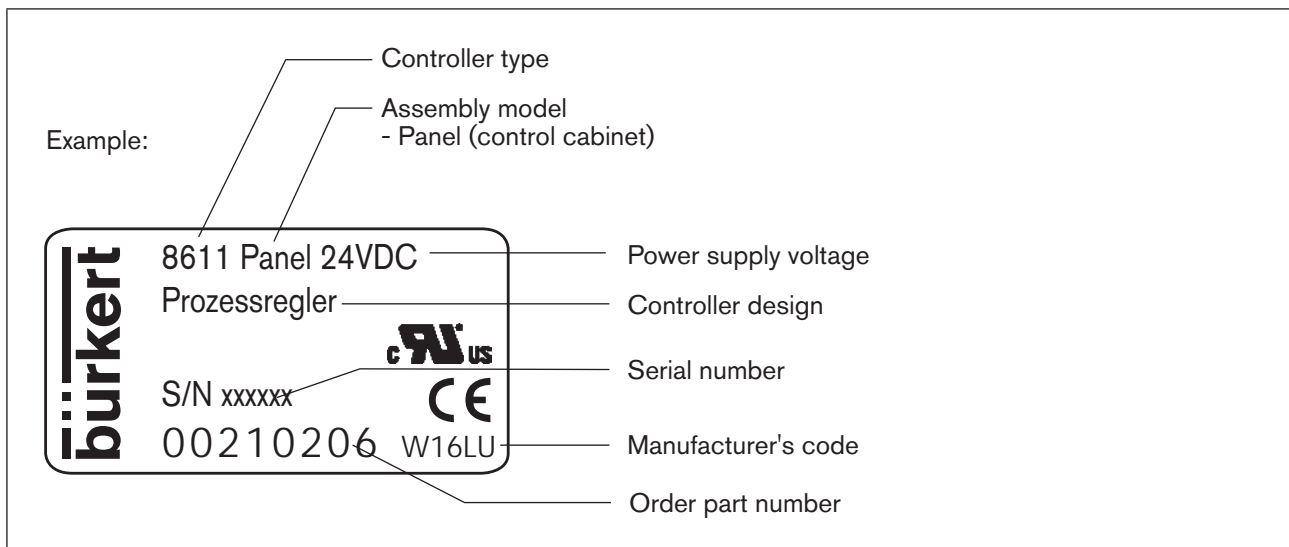 Controller type
Assembly model
- Panel (control cabinet)
Example:
bürkert
8611 Panel 24VDC
Power supply voltage
Prozessregler
Controller design
c RU US
S/N xxxxxx
CE
Serial number
00210206 W16LU
Manufacturer's code
Order part number